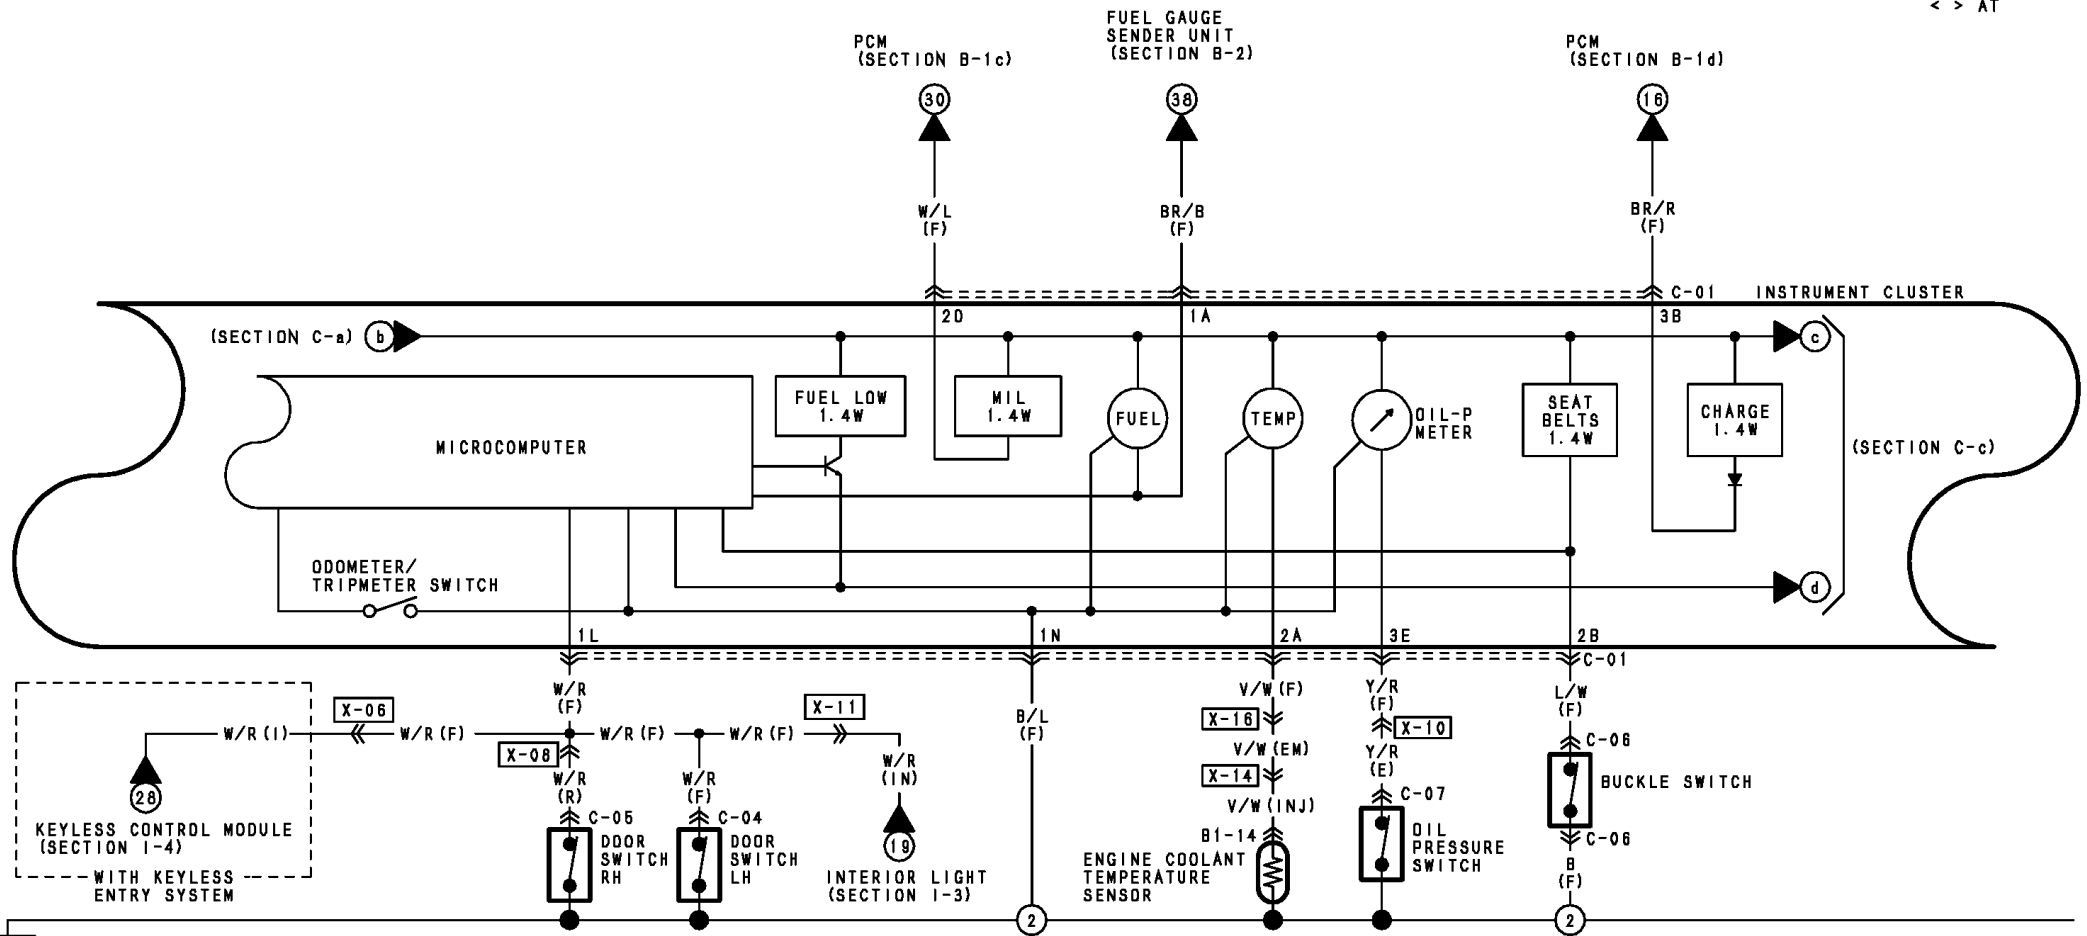 < > AT
FUEL GAUGE
SENDER UNIT
(SECTION B-2)
PCM
(SECTION B-1c)
PCM
(SECTION B-1d)
30
38
16
W/L
(F)
BR/B
(F)
BR/R
(F)
C-01
INSTRUMENT CLUSTER
2D
1A
3B
(SECTION C-a)
b
c
FUEL LOW
1.4W
MIL
1.4W
FUEL
TEMP
OIL-P
METER
SEAT
BELTS
1.4W
CHARGE
1.4W
MICROCOMPUTER
(SECTION C-c)
ODOMETER/
TRIPMETER SWITCH
d
1L
1N
2A
3E
2B
C-01
W/R
(F)
B/L
(F)
V/W(F)
Y/R
(F)
L/W
(F)
X-06
X-11
X-16
X-10
W/R(I)
W/R(F)
W/R(F)
W/R(F)
X-08
W/R
(R)
W/R
(F)
W/R
(IN)
V/W(EM)
Y/R
(E)
C-06
X-14
BUCKLE SWITCH
28
V/W(INJ)
C-07
KEYLESS CONTROL MODULE
(SECTION I-4)
C-05
C-04
B1-14
C-06
DOOR
SWITCH
RH
DOOR
SWITCH
LH
19
OIL
PRESSURE
SWITCH
ENGINE COOLANT
TEMPERATURE
SENSOR
INTERIOR LIGHT
(SECTION I-3)
B
(F)
WITH KEYLESS
ENTRY SYSTEM
2
2